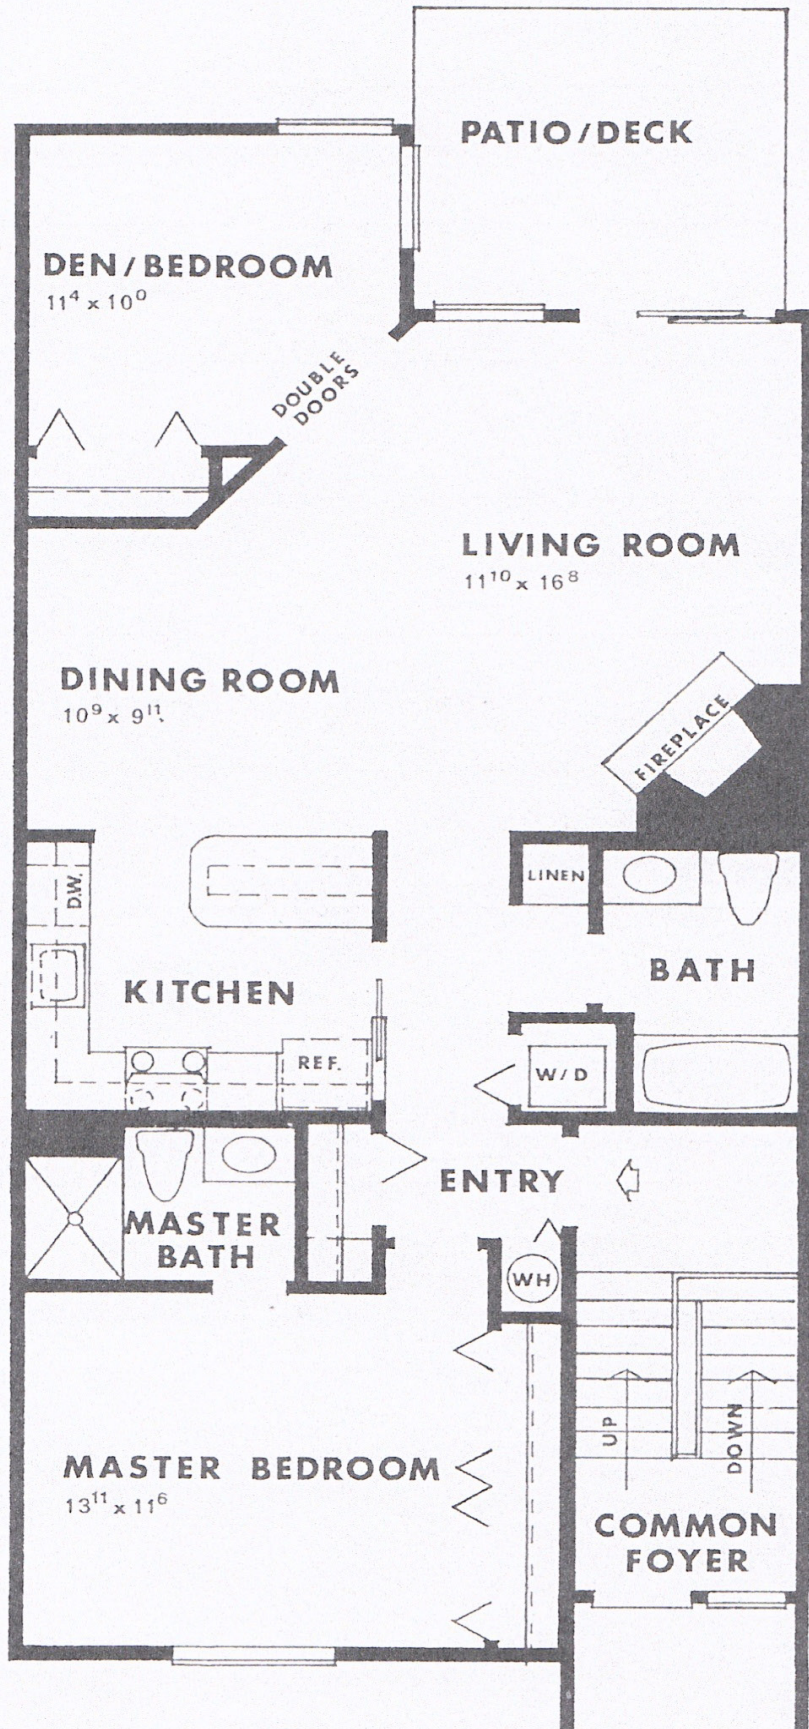 PATIO/DECK
DEN/BEDROOM
11⁴ x 10⁰
DOUBLE
DOORS
LIVING ROOM
11¹⁰ x 16⁸
DINING ROOM
10⁹ x 9¹¹
FIREPLACE
D.W.
LINEN
KITCHEN
BATH
REF.
W/D
ENTRY
MASTER
BATH
WH
UP
DOWN
MASTER BEDROOM
13¹¹ x 11⁶
COMMON
FOYER